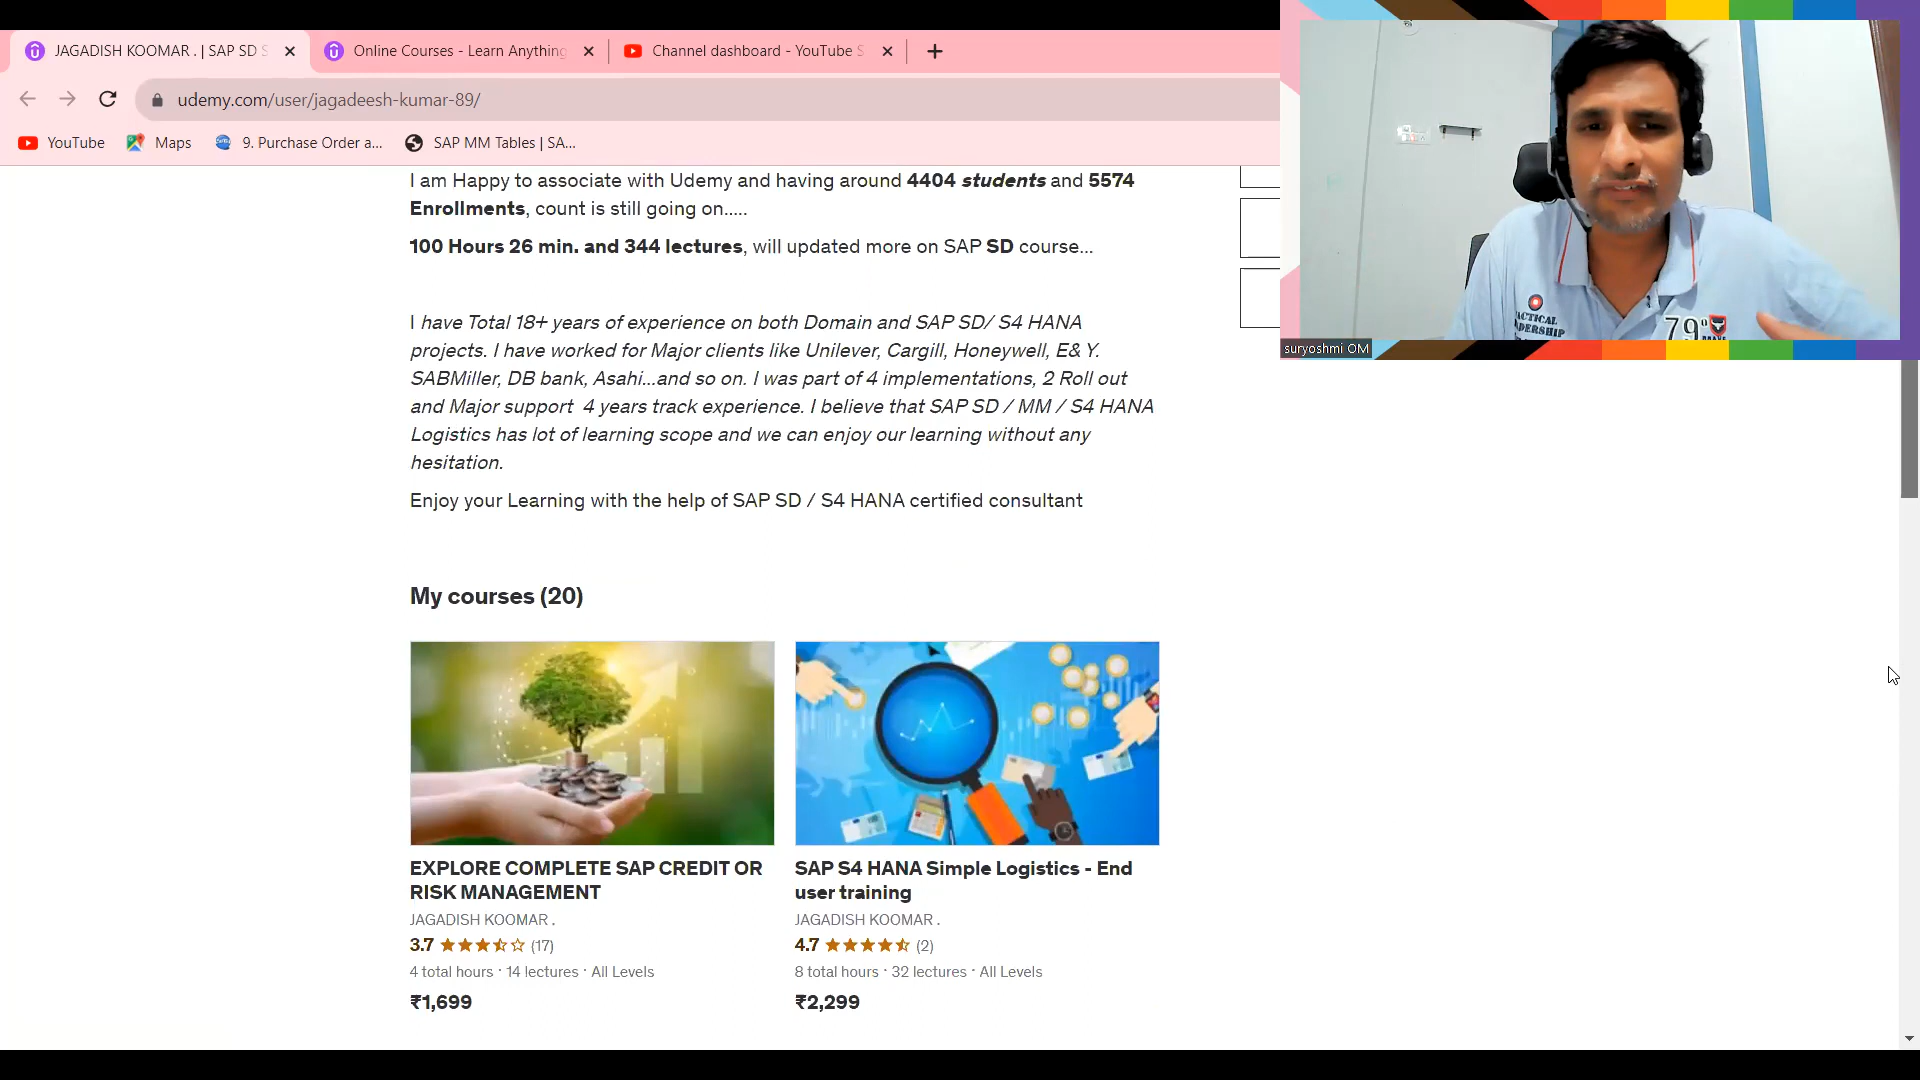 JAGADISH KOOMAR . | SAP SD S
Online Courses - Learn Anything
Channel dashboard - YouTube S
udemy.com/user/jagadeesh-kumar-89/
YouTube
Maps
9. Purchase Order a...
SAP MM Tables | SA...
I am Happy to associate with Udemy and having around 4404 students and 5574
Enrollments, count is still going on.....
100 Hours 26 min. and 344 lectures, will updated more on SAP SD course...
I have Total 18+ years of experience on both Domain and SAP SD/ S4 HANA
projects. I have worked for Major clients like Unilever, Cargill, Honeywell, E& Y.
SABMiller, DB bank, Asahi...and so on. I was part of 4 implementations, 2 Roll out
and Major support 4 years track experience. I believe that SAP SD / MM / S4 HANA
Logistics has lot of learning scope and we can enjoy our learning without any
hesitation.
Enjoy your Learning with the help of SAP SD / S4 HANA certified consultant
My courses (20)
EXPLORE COMPLETE SAP CREDIT OR
RISK MANAGEMENT
JAGADISH KOOMAR .
3.7 (17)
4 total hours · 14 lectures · All Levels
₹1,699
SAP S4 HANA Simple Logistics - End
user training
JAGADISH KOOMAR .
4.7 (2)
8 total hours · 32 lectures · All Levels
₹2,299
suryoshmi OM
79